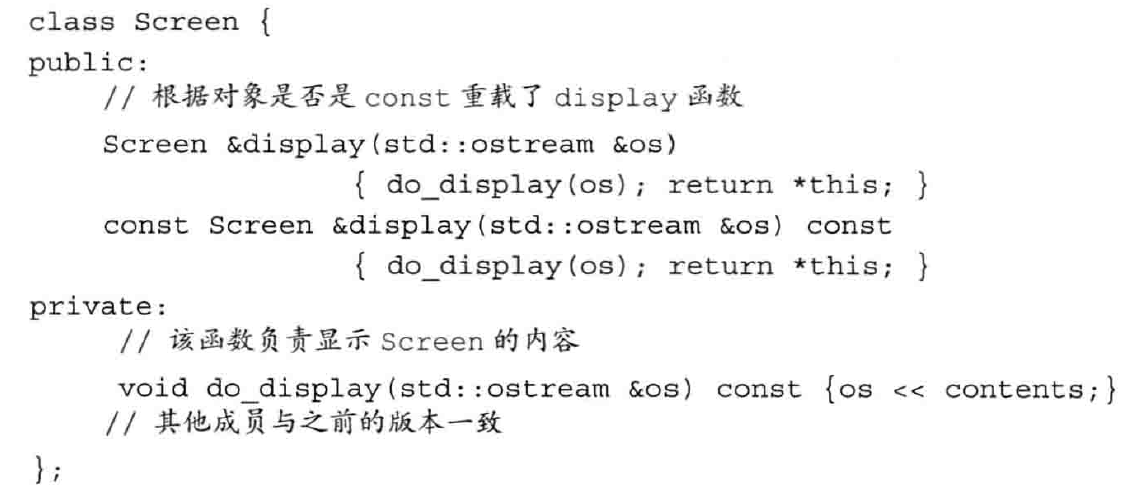 class Screen {
public:
// 根据对象是否是 const 重载了 display 函数
Screen &display(std::ostream &os)
{ do_display(os); return *this; }
const Screen &display(std::ostream &os) const
{ do_display(os); return *this; }
private:
// 该函数负责显示 Screen 的内容
void do_display(std::ostream &os) const {os << contents;}
// 其他成员与之前的版本一致
};